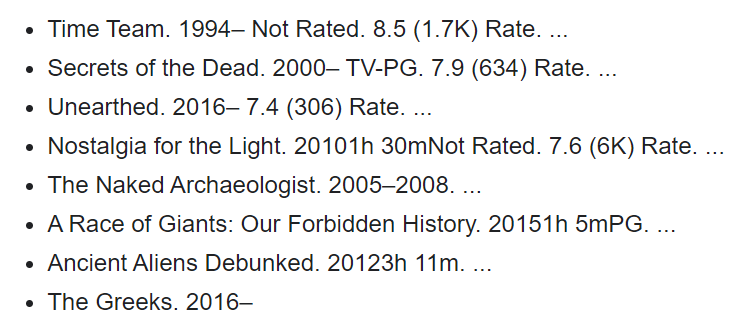 Time Team. 1994– Not Rated. 8.5 (1.7K) Rate. ...
Secrets of the Dead. 2000– TV-PG. 7.9 (634) Rate. ...
Unearthed. 2016– 7.4 (306) Rate. ...
Nostalgia for the Light. 20101h 30mNot Rated. 7.6 (6K) Rate. ...
The Naked Archaeologist. 2005–2008. ...
A Race of Giants: Our Forbidden History. 20151h 5mPG. ...
Ancient Aliens Debunked. 20123h 11m. ...
The Greeks. 2016–